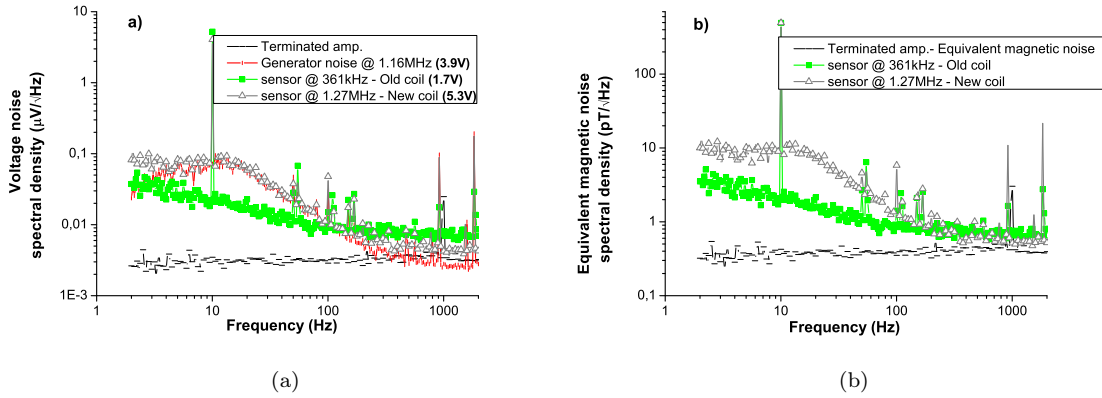 a)
Terminated amp.
Generator noise @ 1.16MHz (3.9V)
sensor @ 361kHz - Old coil (1.7V)
sensor @ 1.27MHz - New coil (5.3V)
Voltage noise
spectral density (μV/√Hz)
1
0,1
0,01
1E-3
1 10 100 1000
Frequency (Hz)
(a)
b)
Terminated amp.- Equivalent magnetic noise
sensor @ 361kHz - Old coil
sensor @ 1.27MHz - New coil
Equivalent magnetic noise
spectral density (pT/√Hz)
100
10
1
0,1
1 10 100 1000
Frequency (Hz)
(b)